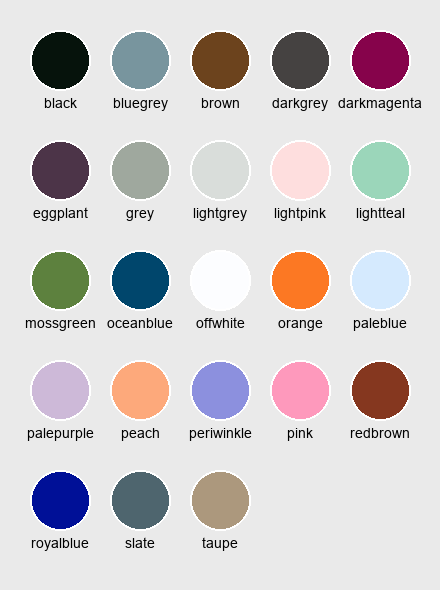 black bluegrey brown darkgrey darkmagenta
eggplant grey lightgrey lightpink lightteal
mossgreen oceanblue offwhite orange paleblue
palepurple peach periwinkle pink redbrown
royalblue slate taupe